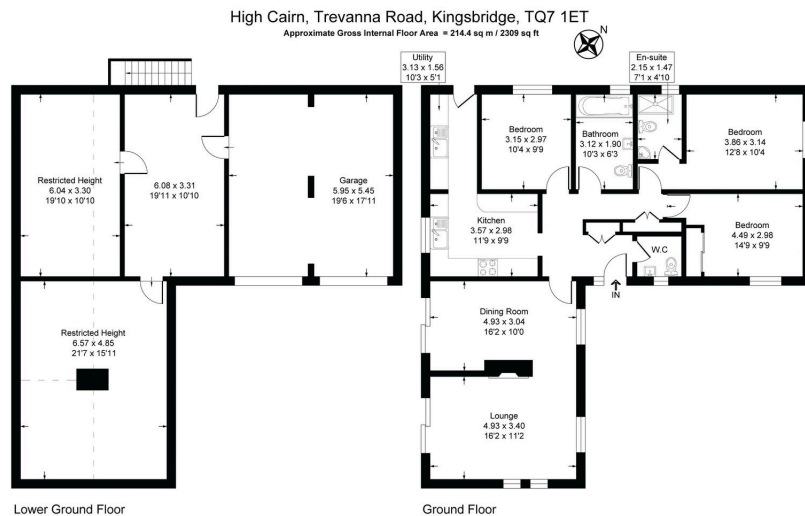 High Cairn, Trevanna Road, Kingsbridge, TQ7 1ET
Approximate Gross Internal Floor Area = 214.4 sq m / 2309 sq ft
N
Utility
3.13 x 1.56
10'3 x 5'1
En-suite
2.15 x 1.47
7'1 x 4'10
Restricted Height
6.04 x 3.30
19'10 x 10'10
6.08 x 3.31
19'11 x 10'10
Garage
5.95 x 5.45
19'6 x 17'11
Bedroom
3.15 x 2.97
10'4 x 9'9
Bathroom
3.12 x 1.90
10'3 x 6'3
Bedroom
3.86 x 3.14
12'8 x 10'4
Kitchen
3.57 x 2.98
11'9 x 9'9
Bedroom
4.49 x 2.98
14'9 x 9'9
W.C
IN
Restricted Height
6.57 x 4.85
21'7 x 15'11
Dining Room
4.93 x 3.04
16'2 x 10'0
Lounge
4.93 x 3.40
16'2 x 11'2
Lower Ground Floor
Ground Floor